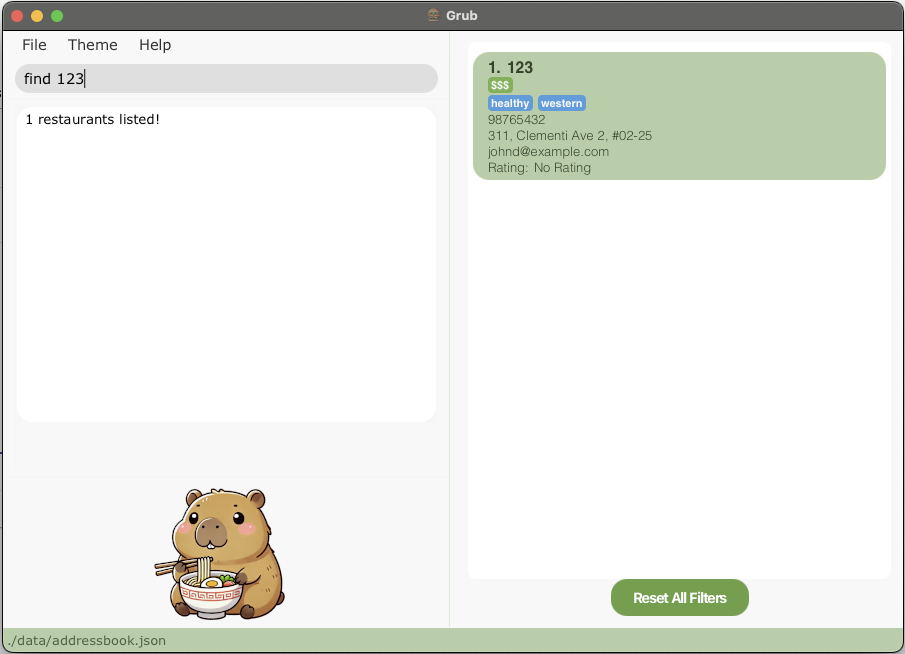 Grub
File Theme Help
find 123
1 restaurants listed!
1. 123
$$$
healthy western
98765432
311, Clementi Ave 2, #02-25
johnd@example.com
Rating: No Rating
Reset All Filters
./data/addressbook.json